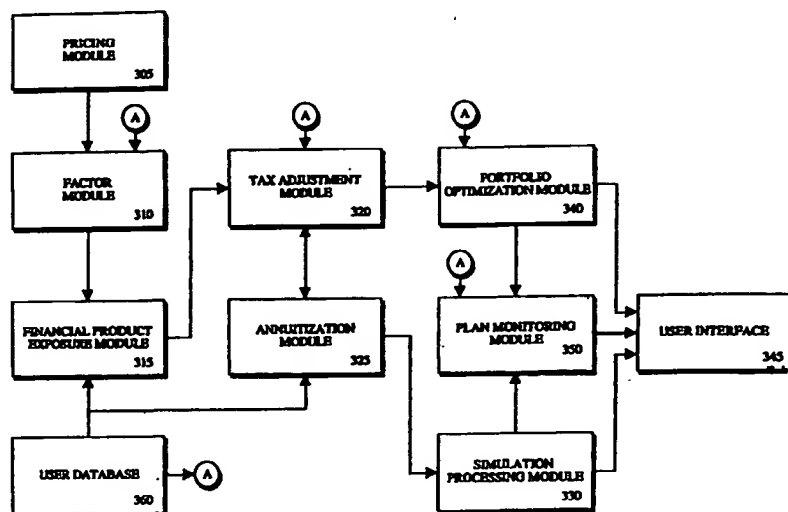 PRICING
MODULE
305
A
A
A
FACTOR
MODULE
310
TAX ADJUSTMENT
MODULE
320
PORTFOLIO
OPTIMIZATION MODULE
340
A
FINANCIAL PRODUCT
EXPOSURE MODULE
315
ANNUITIZATION
MODULE
325
PLAN MONITORING
MODULE
350
USER INTERFACE
345
USER DATABASE
360
A
SIMULATION
PROCESSING MODULE
330